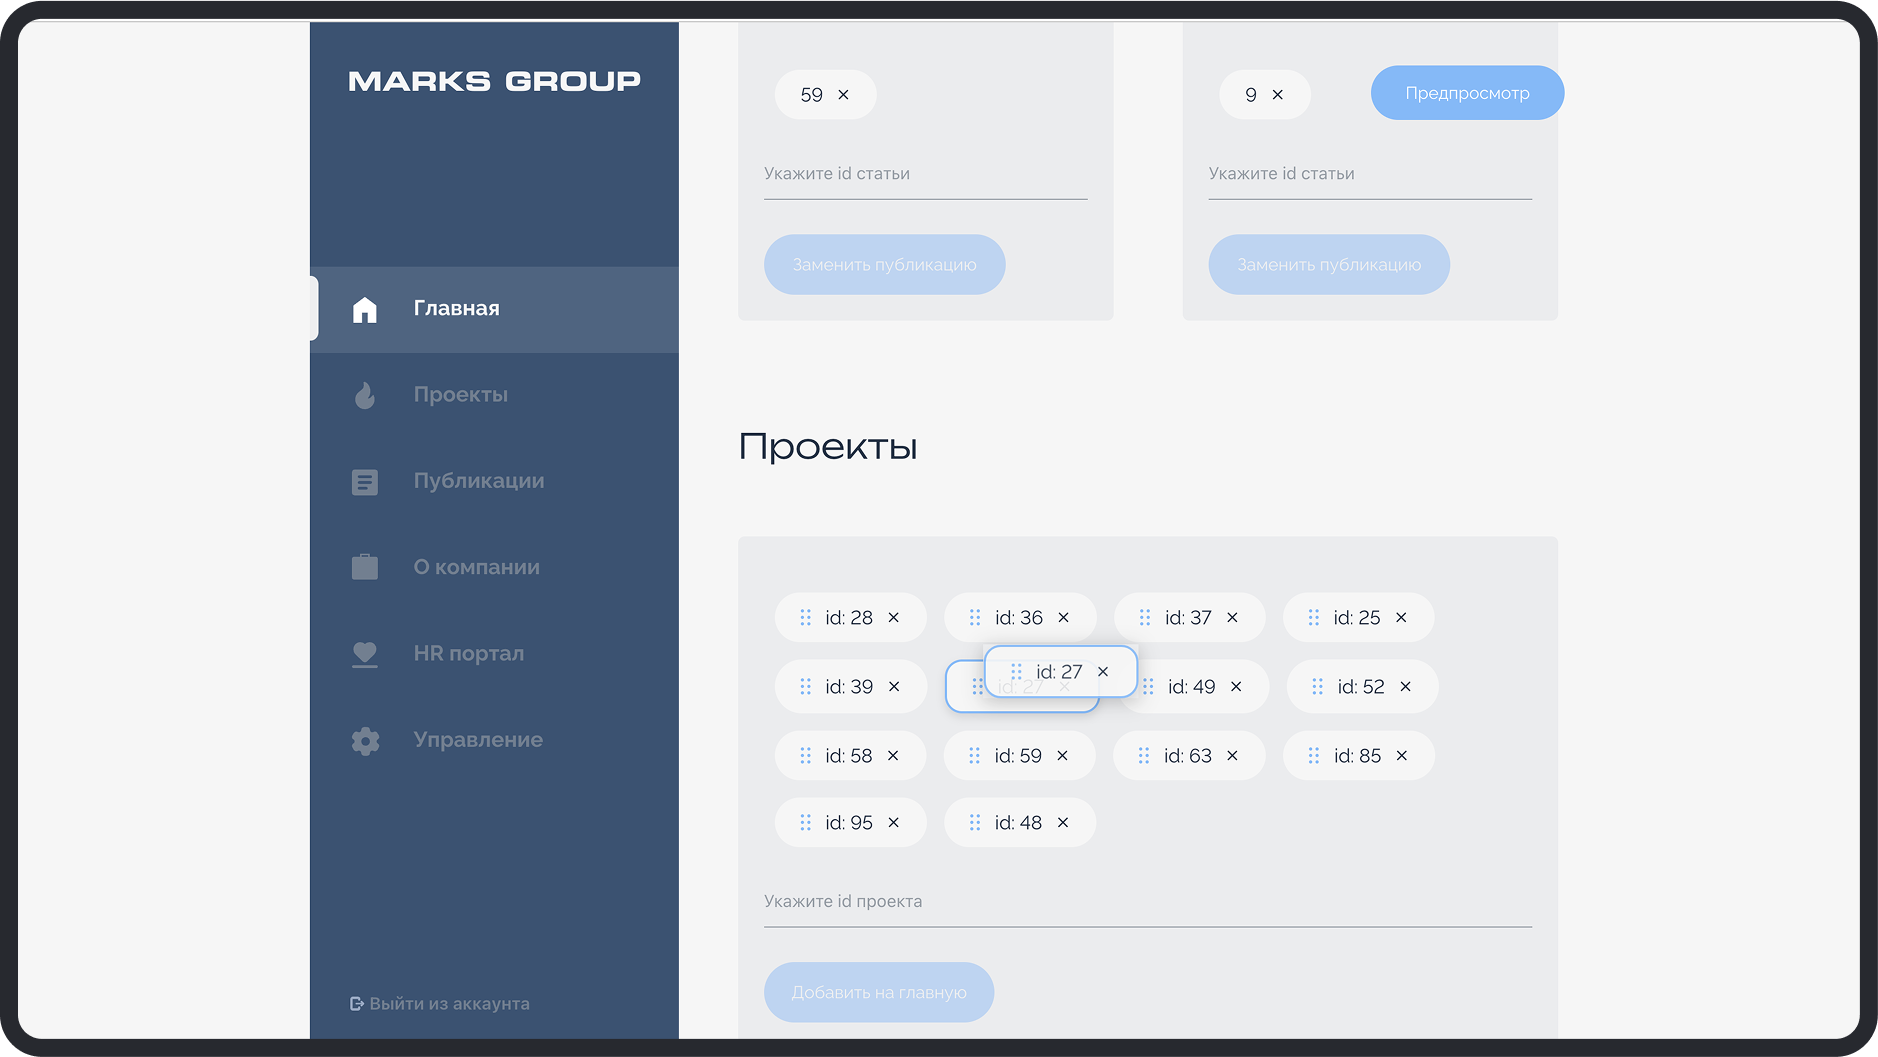 MARKS GROUP
Главная
Проекты
Публикации
О компании
HR портал
Управление
Выйти из аккаунта
59 ×
9 ×
Предпросмотр
Укажите id статьи
Укажите id статьи
Заменить публикацию
Заменить публикацию
Проекты
id: 28 × id: 36 × id: 37 × id: 25 ×
id: 27 ×
id: 39 × id: 27 × id: 49 × id: 52 ×
id: 58 × id: 59 × id: 63 × id: 85 ×
id: 95 × id: 48 ×
Укажите id проекта
Добавить на главную